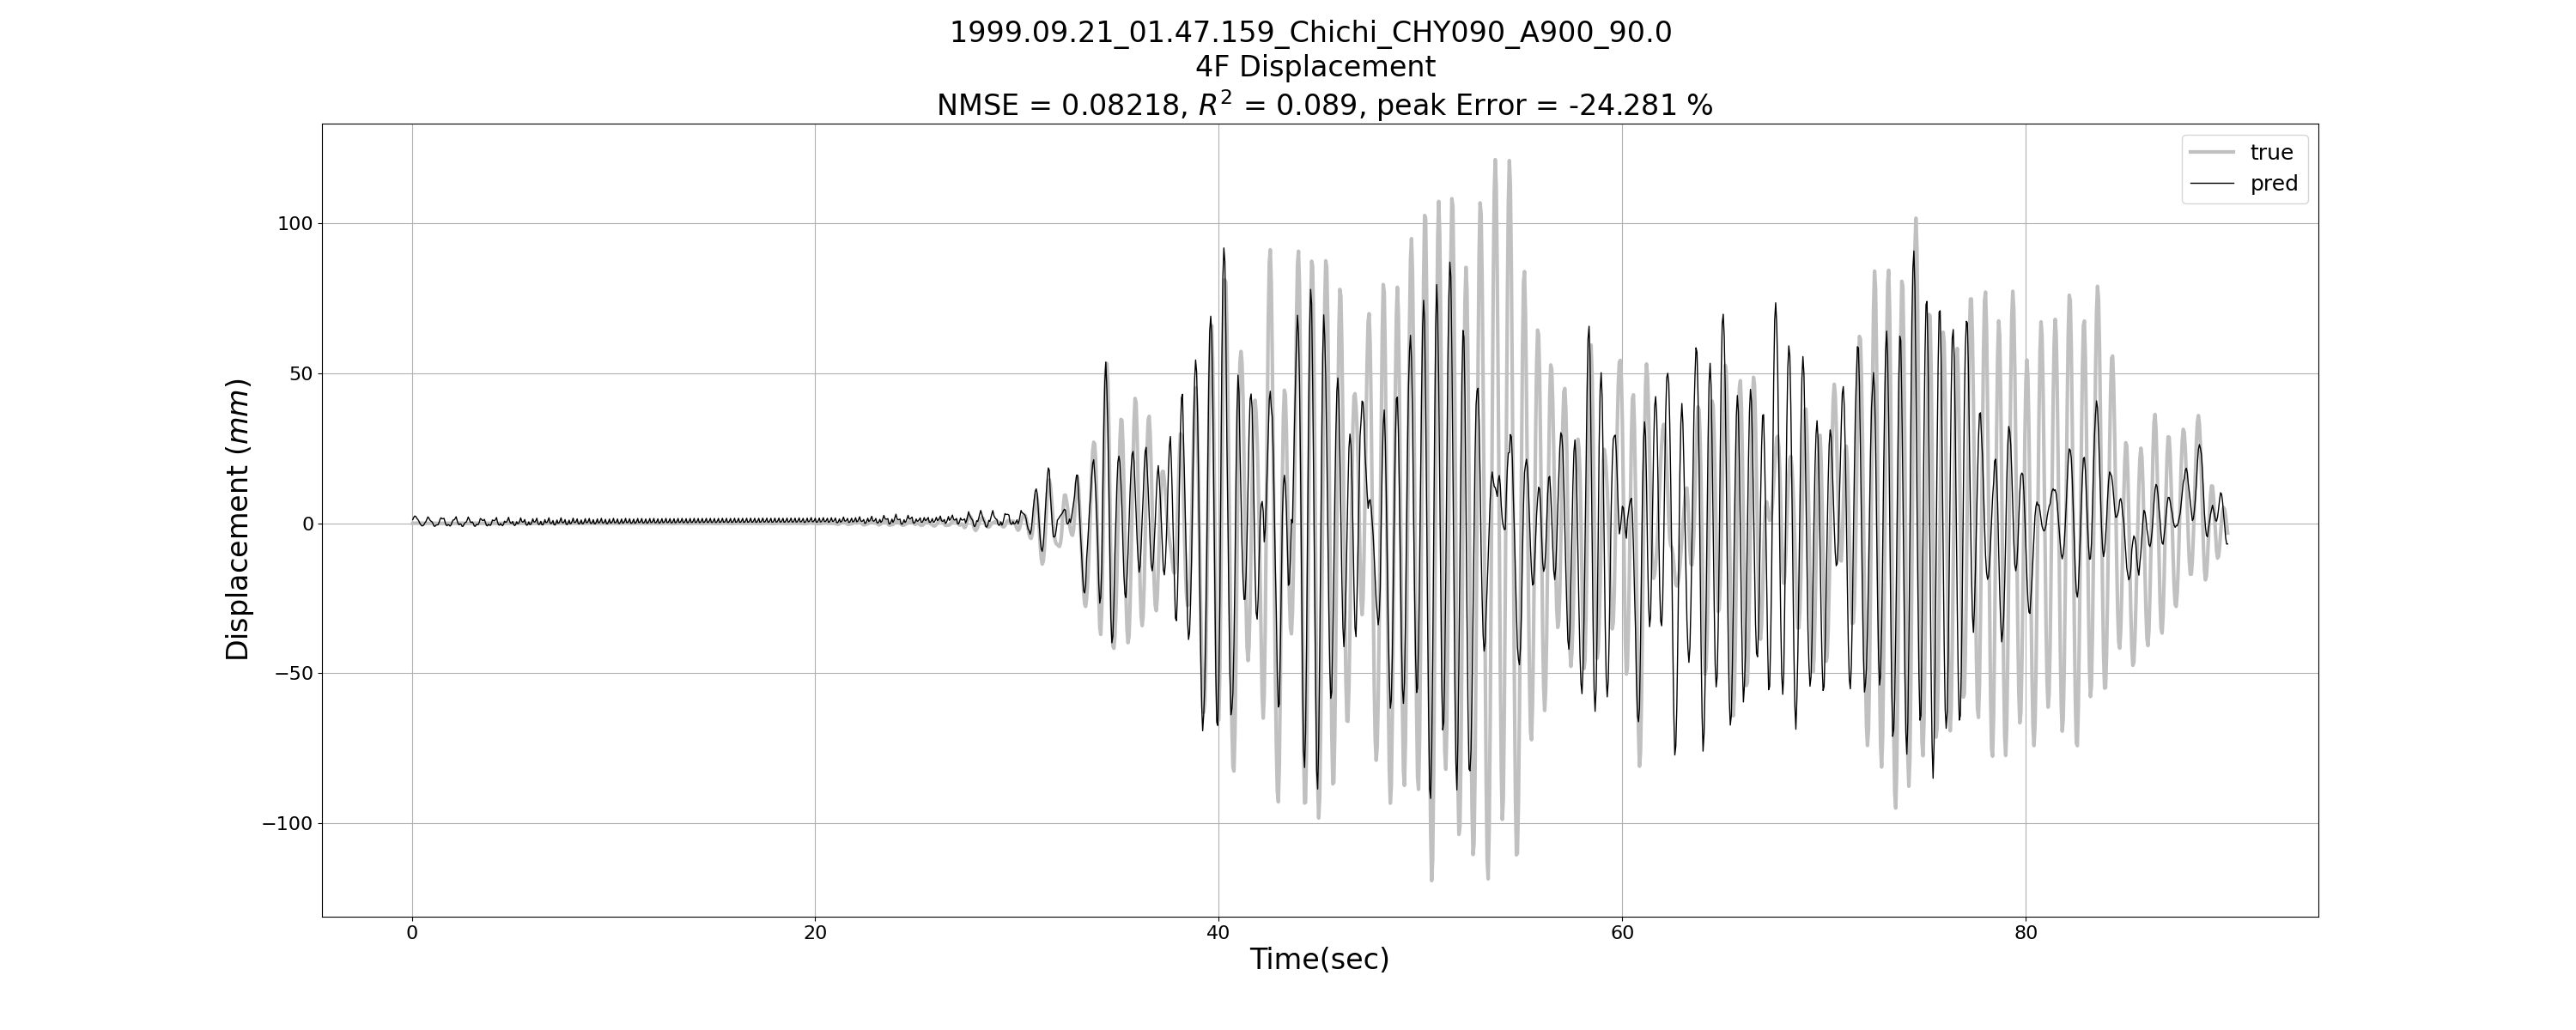 1999.09.21_01.47.159_Chichi_CHY090_A900_90.0
4F Displacement
NMSE = 0.08218, R² = 0.089, peak Error = -24.281 %
true
pred
Displacement (mm)
100
50
0
−50
−100
0
20
40
60
80
Time(sec)